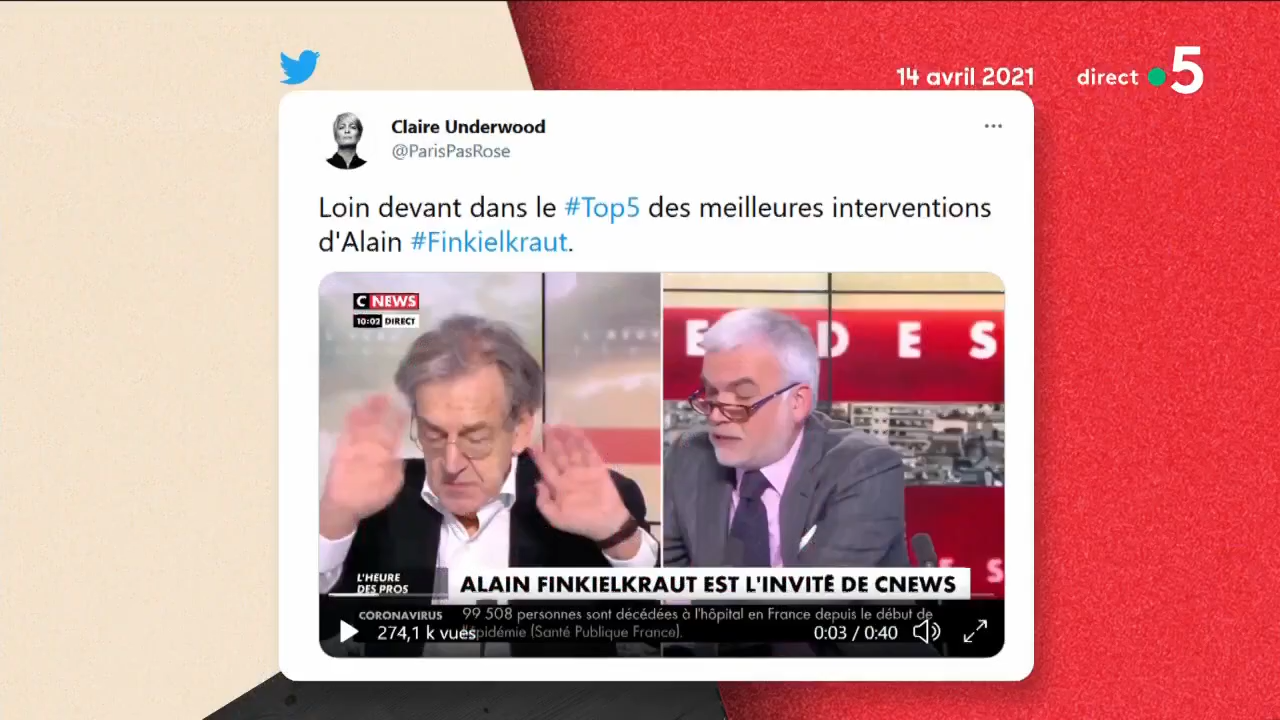 14 avril 2021
direct 5
Claire Underwood
@ParisPasRose
Loin devant dans le #Top5 des meilleures interventions
d'Alain #Finkielkraut.
C NEWS
10:02 DIRECT
E DES
L'HEURE
DES PROS
ALAIN FINKIELKRAUT EST L'INVITÉ DE CNEWS
CORONAVIRUS 99 508 personnes sont décédées à l'hôpital en France depuis le début de
l'épidémie (Santé Publique France).
274,1 k vues
0:03 / 0:40
S